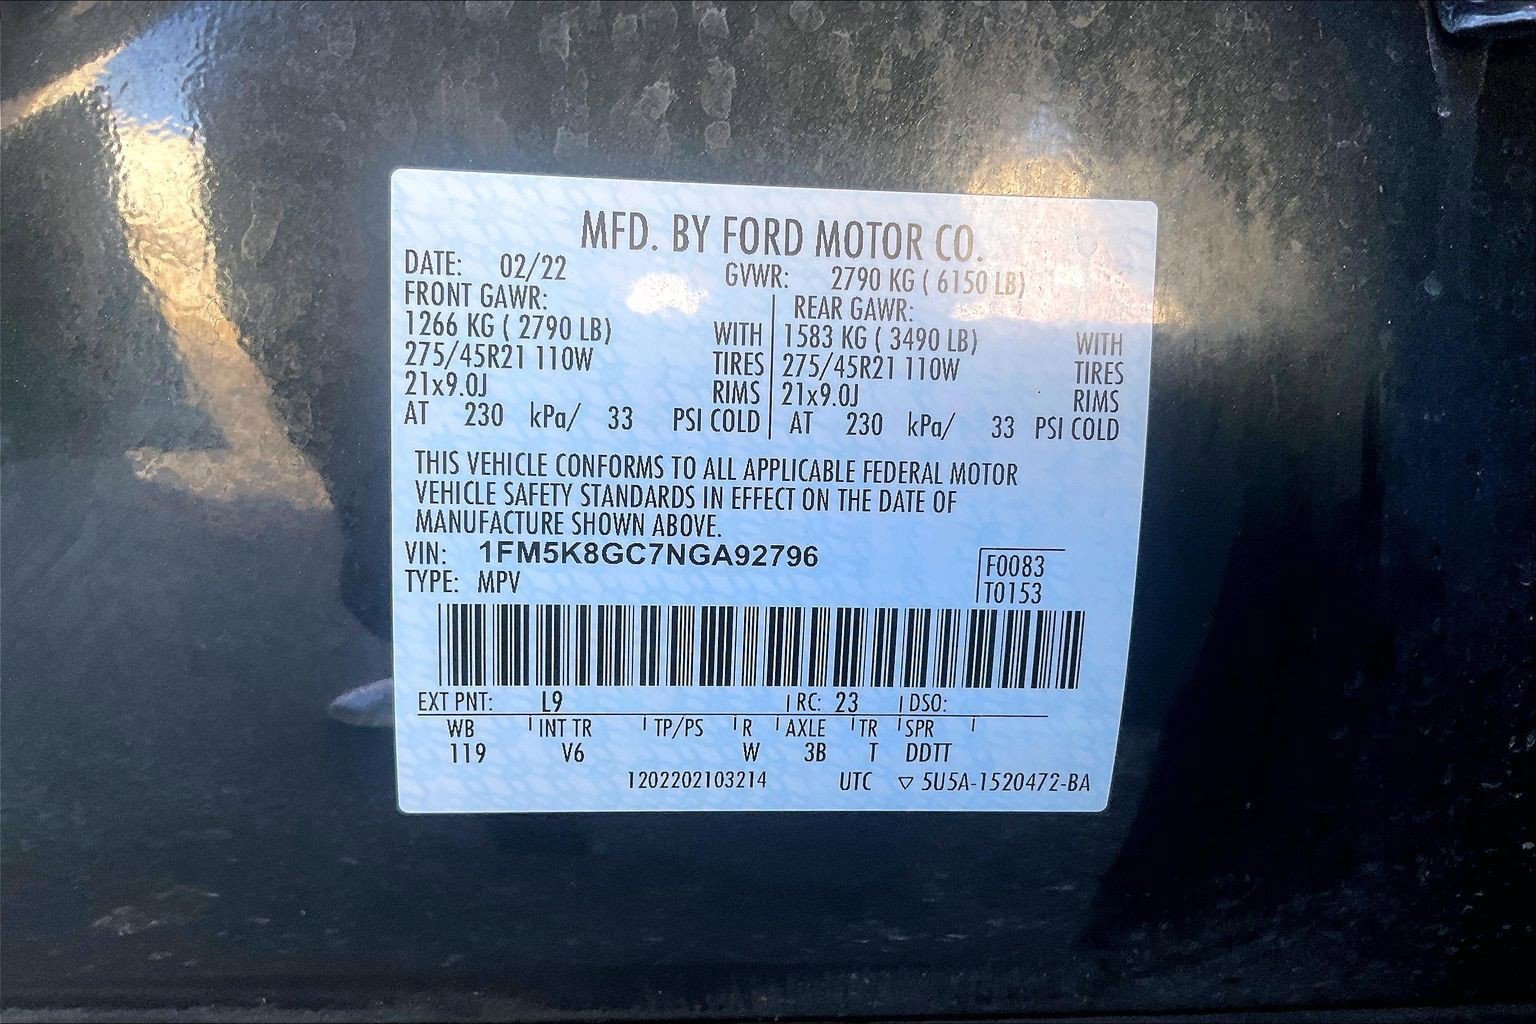 MFD. BY FORD MOTOR CO.
DATE: 02/22 GVWR: 2790 KG ( 6150 LB)
FRONT GAWR: REAR GAWR:
1266 KG ( 2790 LB) WITH 1583 KG ( 3490 LB) WITH
275/45R21 110W TIRES 275/45R21 110W TIRES
21x9.0J RIMS 21x9.0J RIMS
AT 230 kPa/ 33 PSI COLD AT 230 kPa/ 33 PSI COLD
THIS VEHICLE CONFORMS TO ALL APPLICABLE FEDERAL MOTOR
VEHICLE SAFETY STANDARDS IN EFFECT ON THE DATE OF
MANUFACTURE SHOWN ABOVE.
VIN: 1FM5K8GC7NGA92796
TYPE: MPV
F0083
T0153
EXT PNT: L9 RC: 23 DSO:
WB INT TR TP/PS R AXLE TR SPR
119 V6 W 3B T DDTT
1202202103214 UTC ▽ 5U5A-1520472-BA